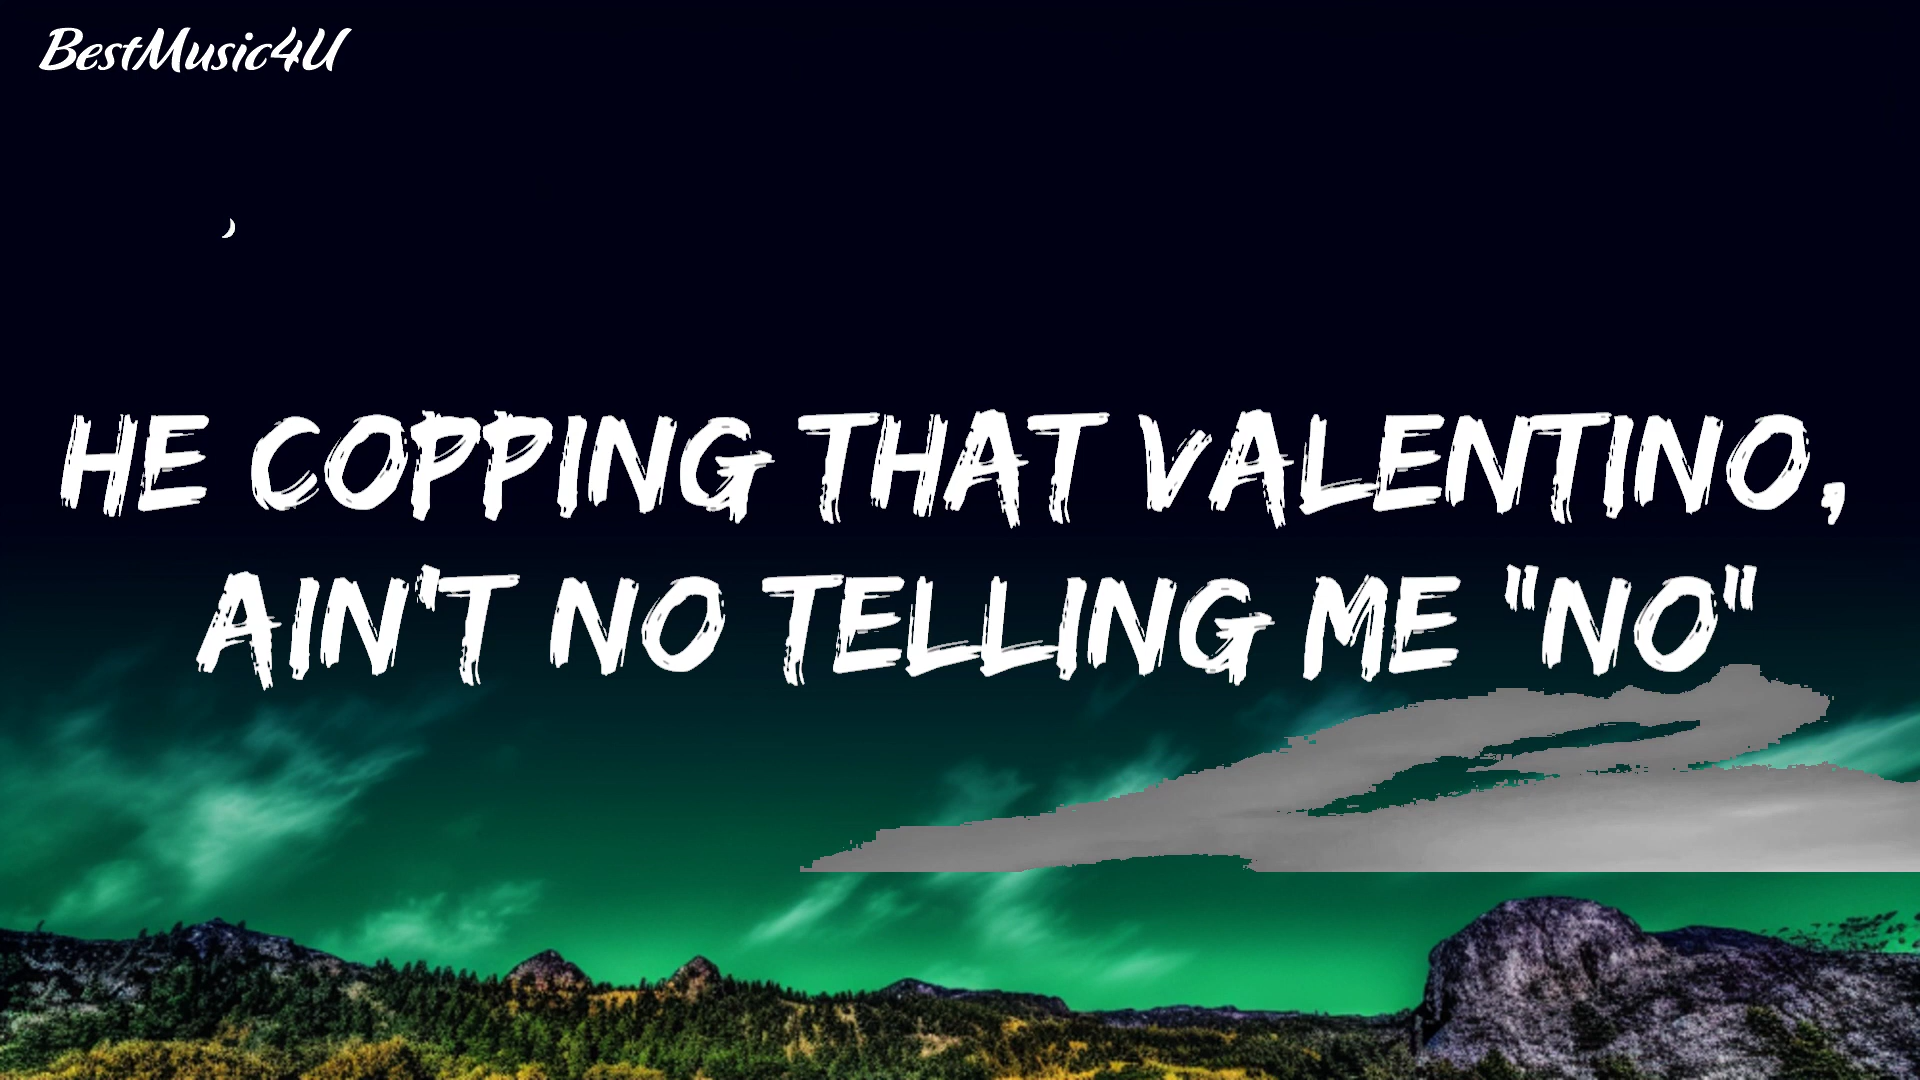 BestMusic4U
HE COPPING THAT VALENTINO,
AIN'T NO TELLING ME "NO"